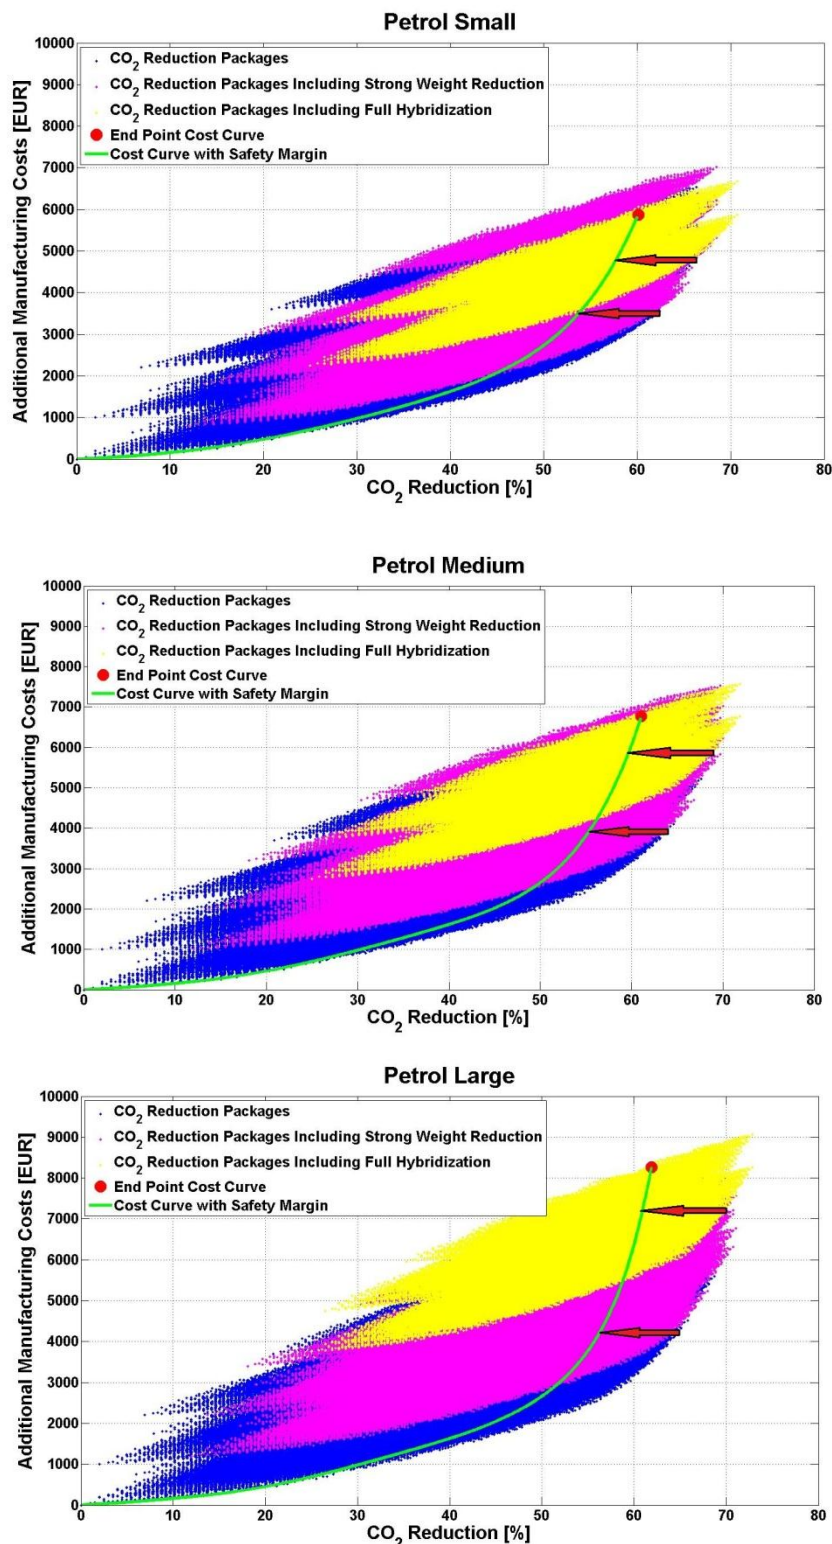 Petrol Small
10000
9000
8000
7000
6000
5000
4000
3000
2000
1000
0
Additional Manufacturing Costs [EUR]
CO2 Reduction Packages
CO2 Reduction Packages Including Strong Weight Reduction
CO2 Reduction Packages Including Full Hybridization
End Point Cost Curve
Cost Curve with Safety Margin
0 10 20 30 40 50 60 70 80
CO2 Reduction [%]
Petrol Medium
10000
9000
8000
7000
6000
5000
4000
3000
2000
1000
0
Additional Manufacturing Costs [EUR]
CO2 Reduction Packages
CO2 Reduction Packages Including Strong Weight Reduction
CO2 Reduction Packages Including Full Hybridization
End Point Cost Curve
Cost Curve with Safety Margin
0 10 20 30 40 50 60 70 80
CO2 Reduction [%]
Petrol Large
10000
9000
8000
7000
6000
5000
4000
3000
2000
1000
0
Additional Manufacturing Costs [EUR]
CO2 Reduction Packages
CO2 Reduction Packages Including Strong Weight Reduction
CO2 Reduction Packages Including Full Hybridization
End Point Cost Curve
Cost Curve with Safety Margin
0 10 20 30 40 50 60 70 80
CO2 Reduction [%]